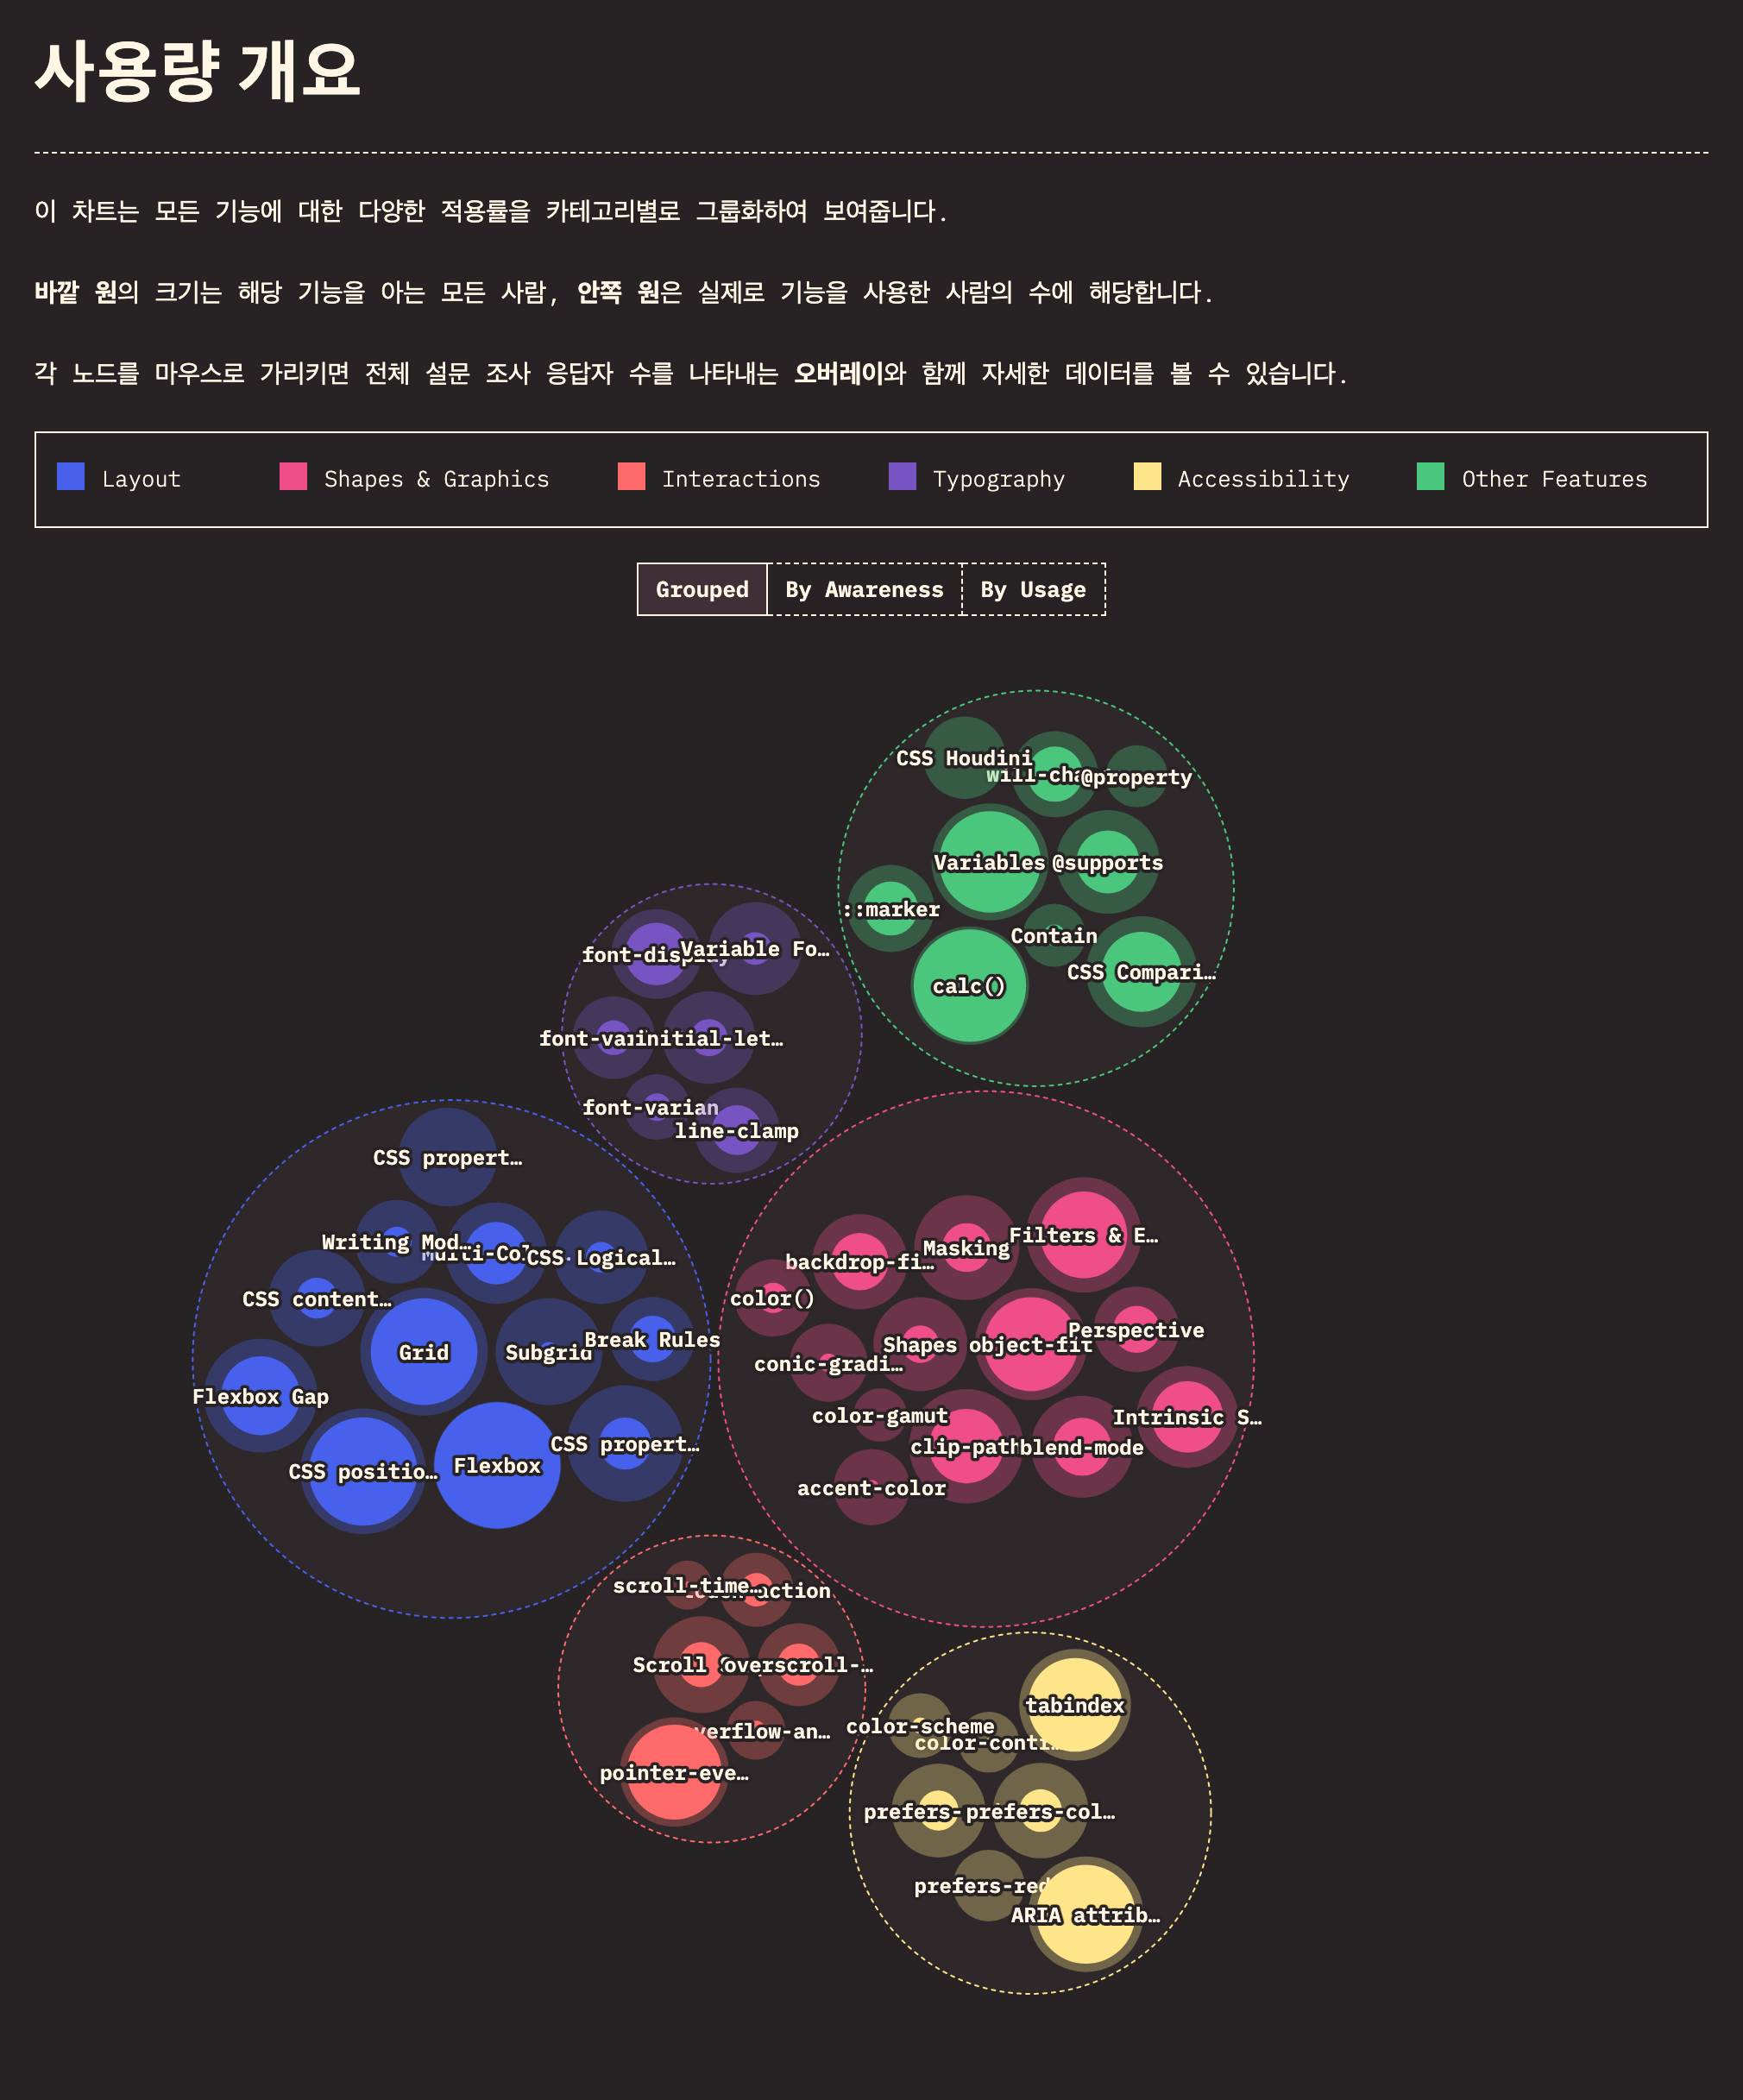 사용량 개요
이 차트는 모든 기능에 대한 다양한 적용률을 카테고리별로 그룹화하여 보여줍니다.
바깥 원의 크기는 해당 기능을 아는 모든 사람, 안쪽 원은 실제로 기능을 사용한 사람의 수에 해당합니다.
각 노드를 마우스로 가리키면 전체 설문 조사 응답자 수를 나타내는 오버레이와 함께 자세한 데이터를 볼 수 있습니다.
Layout
Shapes & Graphics
Interactions
Typography
Accessibility
Other Features
Grouped
By Awareness
By Usage
CSS Houdini
will-cha
@property
Variables
@supports
::marker
Contain
CSS Compari…
calc()
font-display
Variable Fo…
font-va
initial-let…
font-varian
line-clamp
CSS propert…
Writing Mod…
Multi-Col
CSS Logical…
CSS content…
Grid
Subgrid
Break Rules
Flexbox Gap
CSS propert…
Flexbox
CSS positio…
Filters & E…
Masking
backdrop-fi…
color()
Perspective
Shapes
object-fit
conic-gradi…
color-gamut
Intrinsic S…
clip-path
blend-mode
accent-color
scroll-time…
action
Scroll
overscroll-…
verflow-an…
pointer-eve…
tabindex
color-scheme
color-contr…
prefers-
prefers-col…
prefers-red
ARIA attrib…